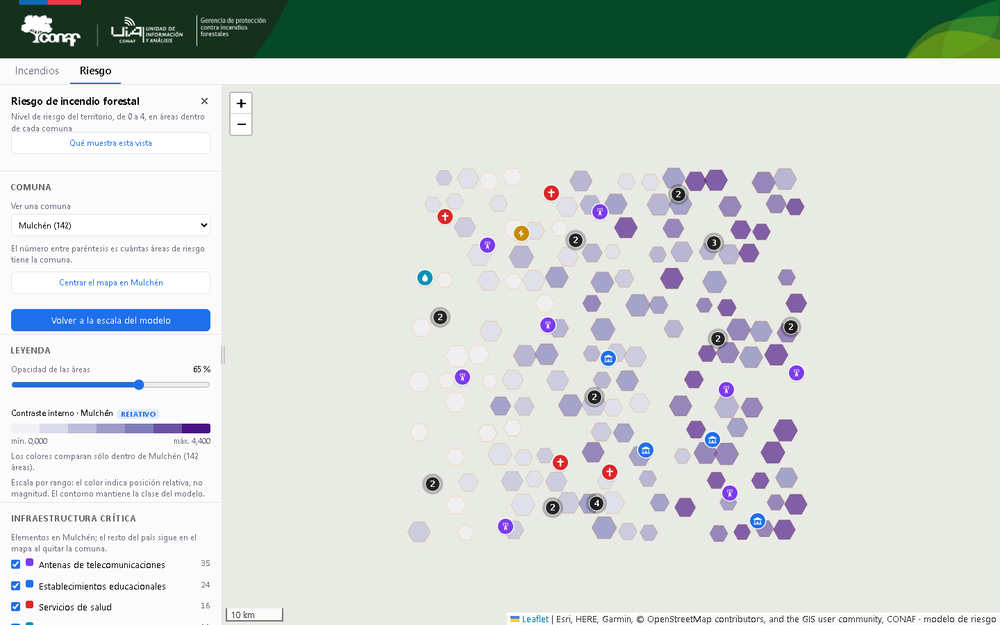 conaf
UIA
CONAF
UNIDAD DE
INFORMACIÓN
Y ANÁLISIS
Gerencia de protección
contra incendios
forestales
Incendios
Riesgo
Riesgo de incendio forestal
×
Nivel de riesgo del territorio, de 0 a 4, en áreas dentro
de cada comuna
Qué muestra esta vista
COMUNA
Ver una comuna
Mulchén (142)
El número entre paréntesis es cuántas áreas de riesgo
tiene la comuna.
Centrar el mapa en Mulchén
Volver a la escala del modelo
LEYENDA
Opacidad de las áreas
65 %
Contraste interno · Mulchén RELATIVO
mín. 0,000
máx. 4,400
Los colores comparan sólo dentro de Mulchén (142
áreas).
Escala por rango: el color indica posición relativa, no
magnitud. El contorno mantiene la clase del modelo.
INFRAESTRUCTURA CRÍTICA
Elementos en Mulchén; el resto del país sigue en el
mapa al quitar la comuna.
Antenas de telecomunicaciones 35
Establecimientos educacionales 24
Servicios de salud 16
+
−
2
2
3
2
2
2
2
2
2
4
10 km
Leaflet | Esri, HERE, Garmin, © OpenStreetMap contributors, and the GIS user community, CONAF - modelo de riesgo